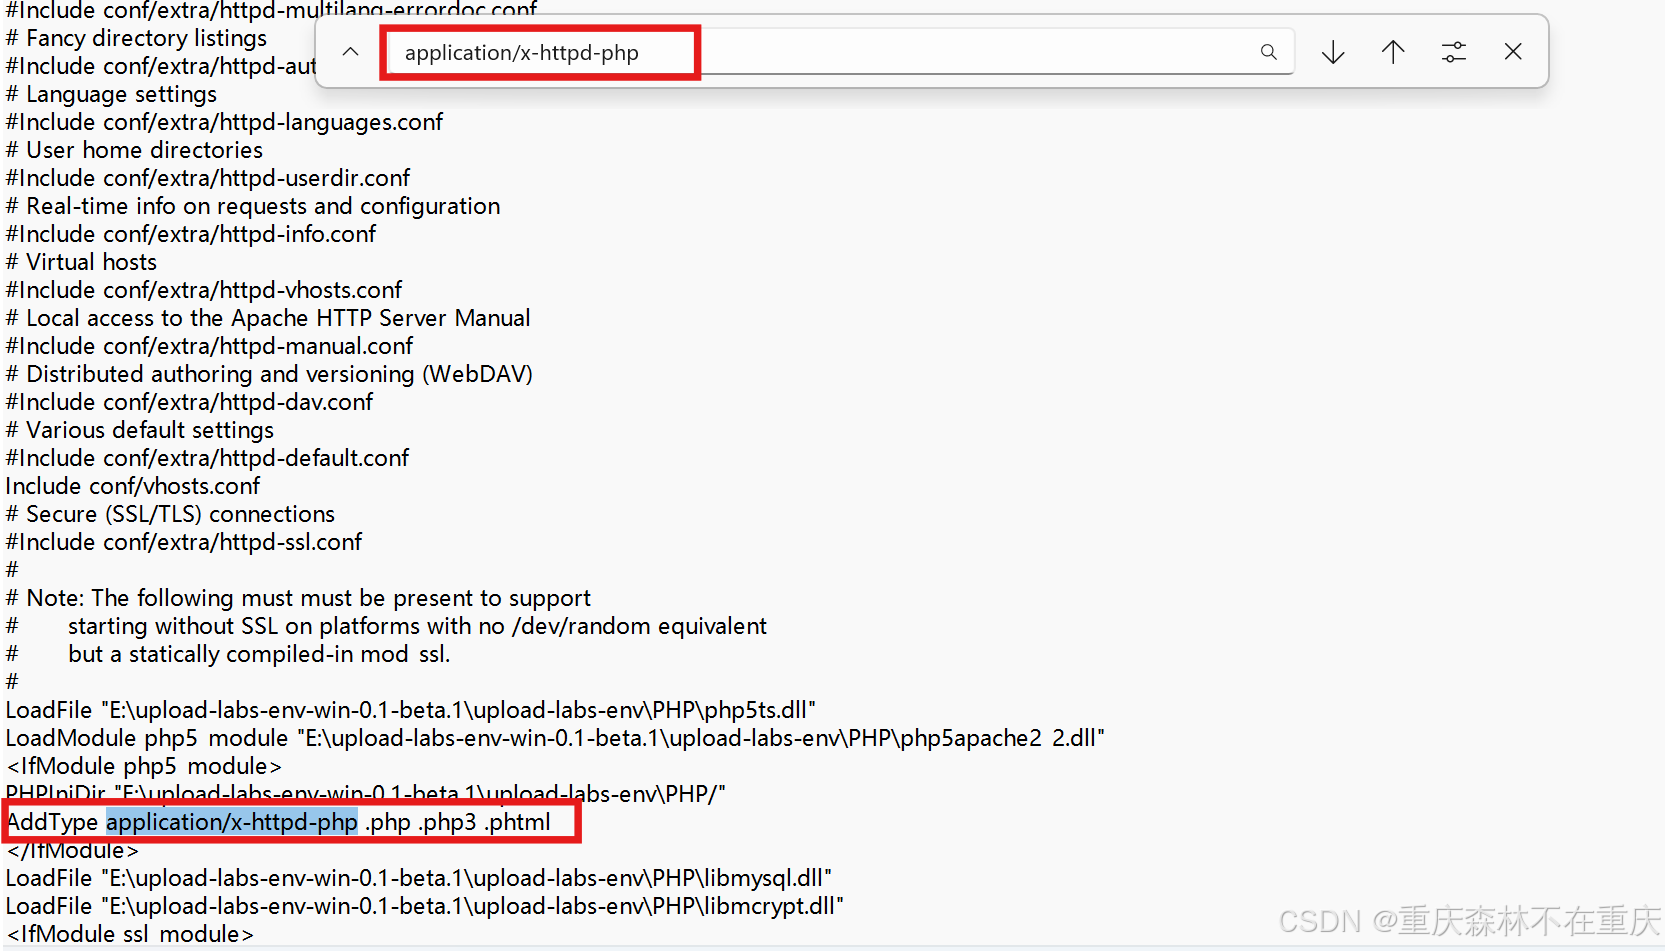 #Include conf/extra/httpd-multilang-errordoc.conf
# Fancy directory listings
#Include conf/extra/httpd-aut
application/x-httpd-php
# Language settings
#Include conf/extra/httpd-languages.conf
# User home directories
#Include conf/extra/httpd-userdir.conf
# Real-time info on requests and configuration
#Include conf/extra/httpd-info.conf
# Virtual hosts
#Include conf/extra/httpd-vhosts.conf
# Local access to the Apache HTTP Server Manual
#Include conf/extra/httpd-manual.conf
# Distributed authoring and versioning (WebDAV)
#Include conf/extra/httpd-dav.conf
# Various default settings
#Include conf/extra/httpd-default.conf
Include conf/vhosts.conf
# Secure (SSL/TLS) connections
#Include conf/extra/httpd-ssl.conf
#
# Note: The following must must be present to support
#       starting without SSL on platforms with no /dev/random equivalent
#       but a statically compiled-in mod_ssl.
#
LoadFile "E:\upload-labs-env-win-0.1-beta.1\upload-labs-env\PHP\php5ts.dll"
LoadModule php5_module "E:\upload-labs-env-win-0.1-beta.1\upload-labs-env\PHP\php5apache2_2.dll"
<IfModule php5_module>
PHPIniDir "E:\upload-labs-env-win-0.1-beta.1\upload-labs-env\PHP/"
AddType application/x-httpd-php .php .php3 .phtml
</IfModule>
LoadFile "E:\upload-labs-env-win-0.1-beta.1\upload-labs-env\PHP\libmysql.dll"
LoadFile "E:\upload-labs-env-win-0.1-beta.1\upload-labs-env\PHP\libmcrypt.dll"
<IfModule ssl_module>
CSDN @重庆森林不在重庆